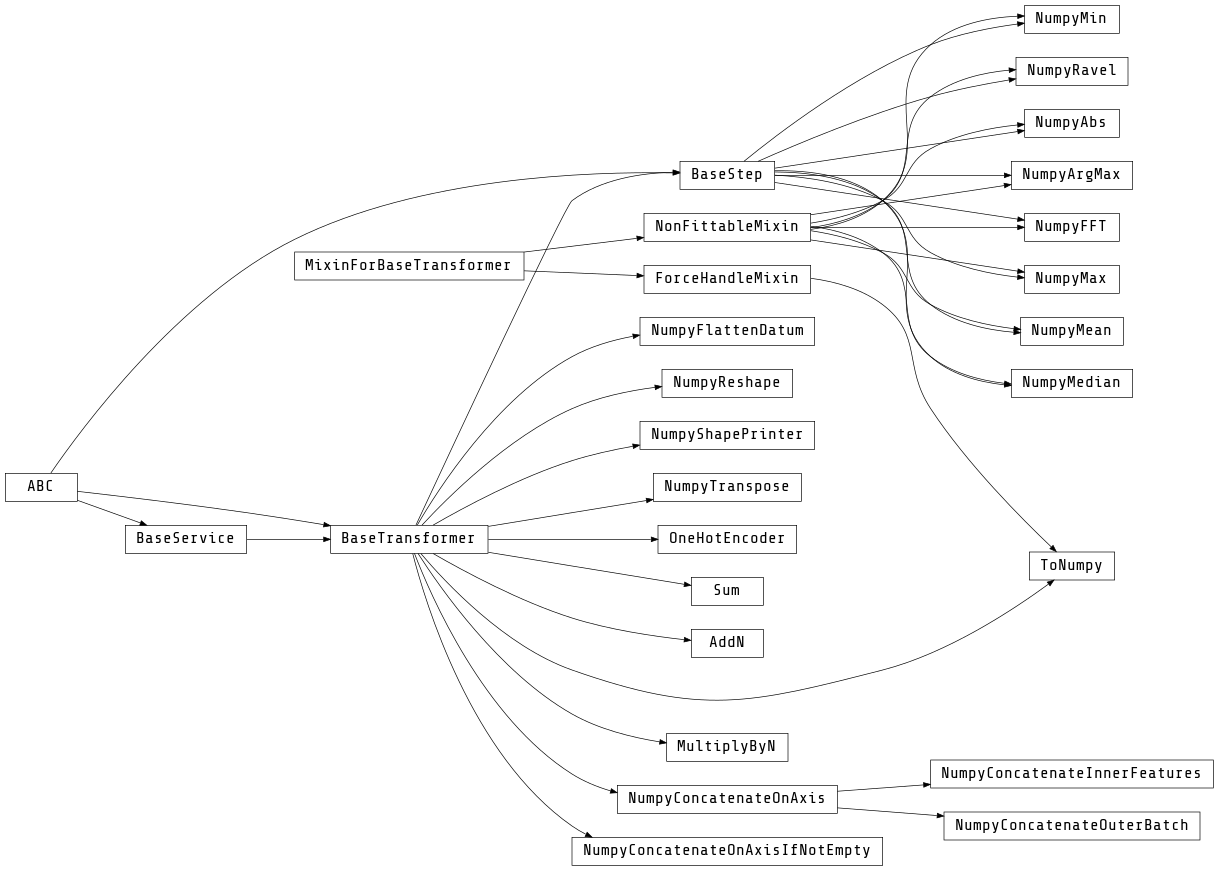 NumpyMin
NumpyRavel
NumpyAbs
BaseStep
NumpyArgMax
NonFittableMixin
NumpyFFT
MixinForBaseTransformer
ForceHandleMixin
NumpyMax
NumpyFlattenDatum
NumpyMean
NumpyReshape
NumpyMedian
NumpyShapePrinter
ABC
NumpyTranspose
BaseService
BaseTransformer
OneHotEncoder
ToNumpy
Sum
AddN
MultiplyByN
NumpyConcatenateInnerFeatures
NumpyConcatenateOnAxis
NumpyConcatenateOuterBatch
NumpyConcatenateOnAxisIfNotEmpty